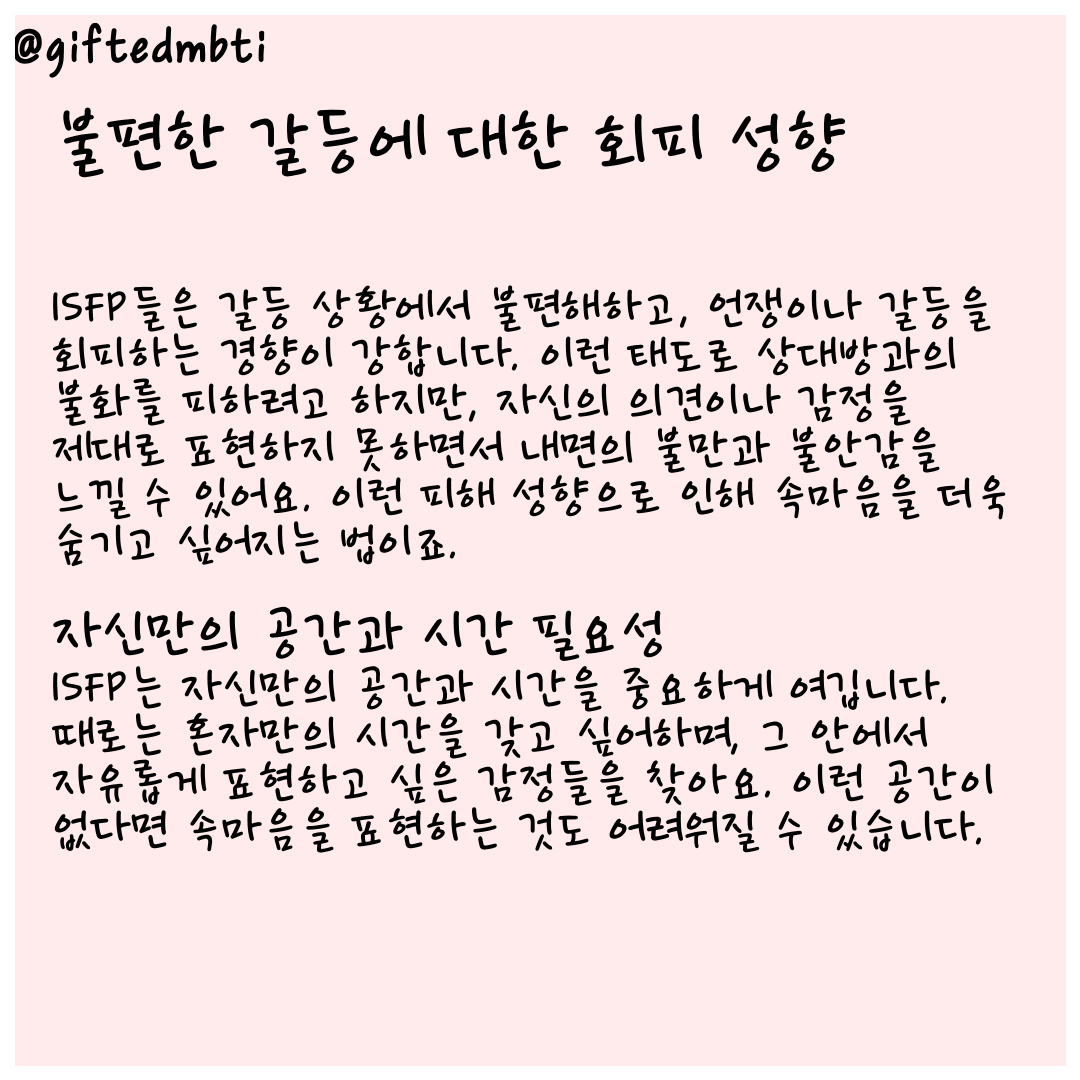 @giftedmbti
불편한 갈등에 대한 회피 성향
ISFP들은 갈등 상황에서 불편해하고, 언쟁이나 갈등을
회피하는 경향이 강합니다. 이런 태도로 상대방과의
불화를 피하려고 하지만, 자신의 의견이나 감정을
제대로 표현하지 못하면서 내면의 불만과 불안감을
느낄 수 있어요. 이런 피해 성향으로 인해 속마음을 더욱
숨기고 싶어지는 법이죠.
자신만의 공간과 시간 필요성
ISFP는 자신만의 공간과 시간을 중요하게 여깁니다.
때로는 혼자만의 시간을 갖고 싶어하며, 그 안에서
자유롭게 표현하고 싶은 감정들을 찾아요. 이런 공간이
없다면 속마음을 표현하는 것도 어려워질 수 있습니다.